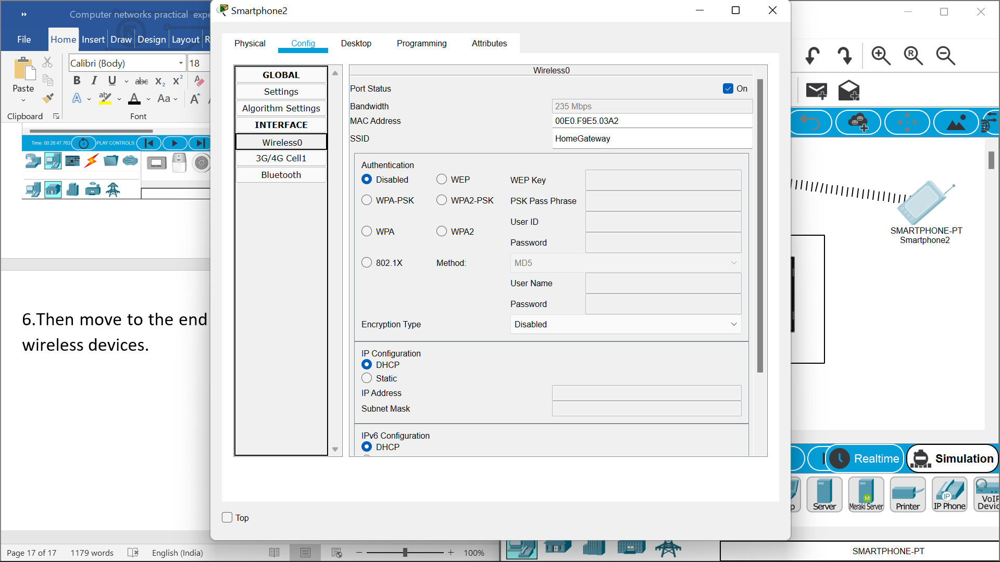 Computer networks practical expe
File
Home
Insert
Draw
Design
Layout
R
Paste
Calibri (Body)
18
B I U abc X2 X2
A Aa A
Clipboard
Font
Time: 00:28:47.763
PLAY CONTROLS
6.Then move to the end
wireless devices.
Page 17 of 17
1179 words
English (India)
100%
Smartphone2
Physical
Config
Desktop
Programming
Attributes
GLOBAL
Settings
Algorithm Settings
INTERFACE
Wireless0
3G/4G Cell1
Bluetooth
Wireless0
Port Status
On
Bandwidth
235 Mbps
MAC Address
00E0.F9E5.03A2
SSID
HomeGateway
Authentication
Disabled
WEP
WEP Key
WPA-PSK
WPA2-PSK
PSK Pass Phrase
User ID
WPA
WPA2
Password
802.1X
Method:
MD5
User Name
Password
Encryption Type
Disabled
IP Configuration
DHCP
Static
IP Address
Subnet Mask
IPv6 Configuration
DHCP
Top
R
SMARTPHONE-PT
Smartphone2
Realtime
Simulation
p
Server
M
Meraki Server
Printer
IP
IP Phone
VoIP
Devic
SMARTPHONE-PT